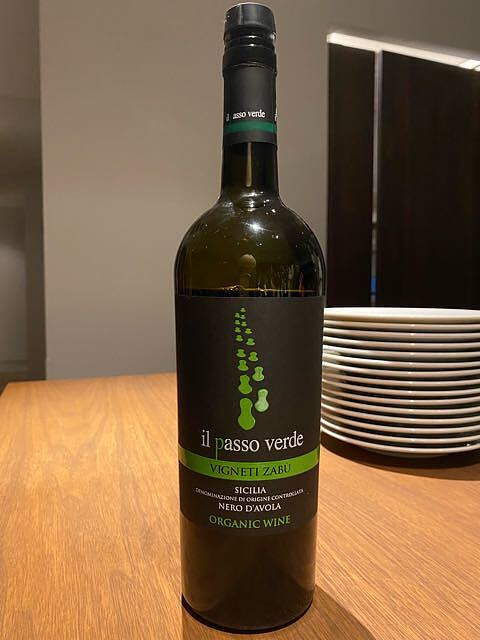 il passo verde
il passo verde
VIGNETI ZABÙ
SICILIA
DENOMINAZIONE DI ORIGINE CONTROLLATA
NERO D'AVOLA
ORGANIC WINE